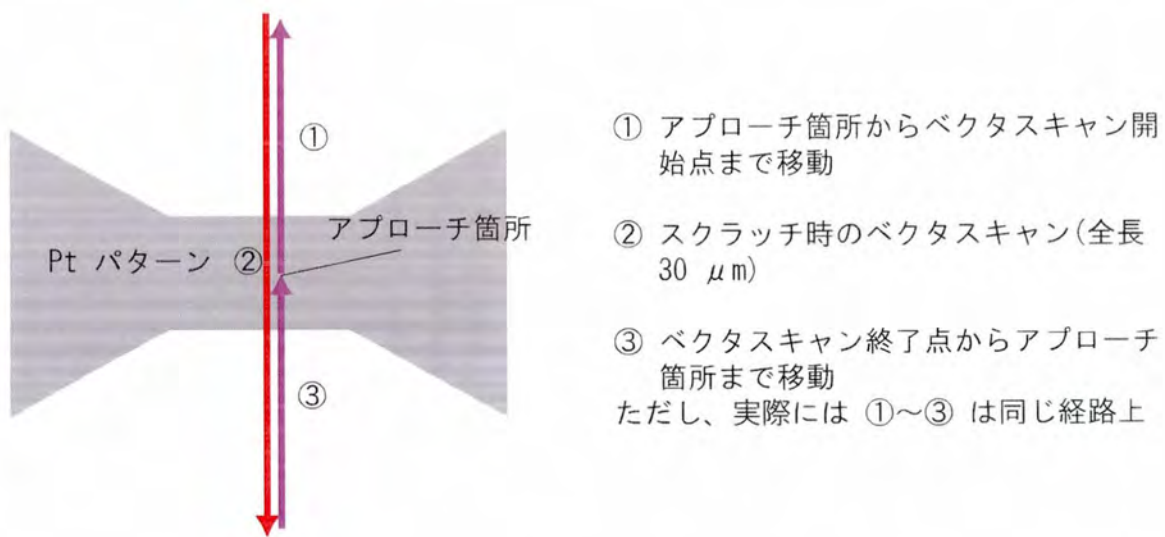 ①
アプローチ箇所
Pt パターン ②
③
① アプローチ箇所からベクタスキャン開
始点まで移動
② スクラッチ時のベクタスキャン(全長
30 μm)
③ ベクタスキャン終了点からアプローチ
箇所まで移動
ただし、実際には ①～③ は同じ経路上